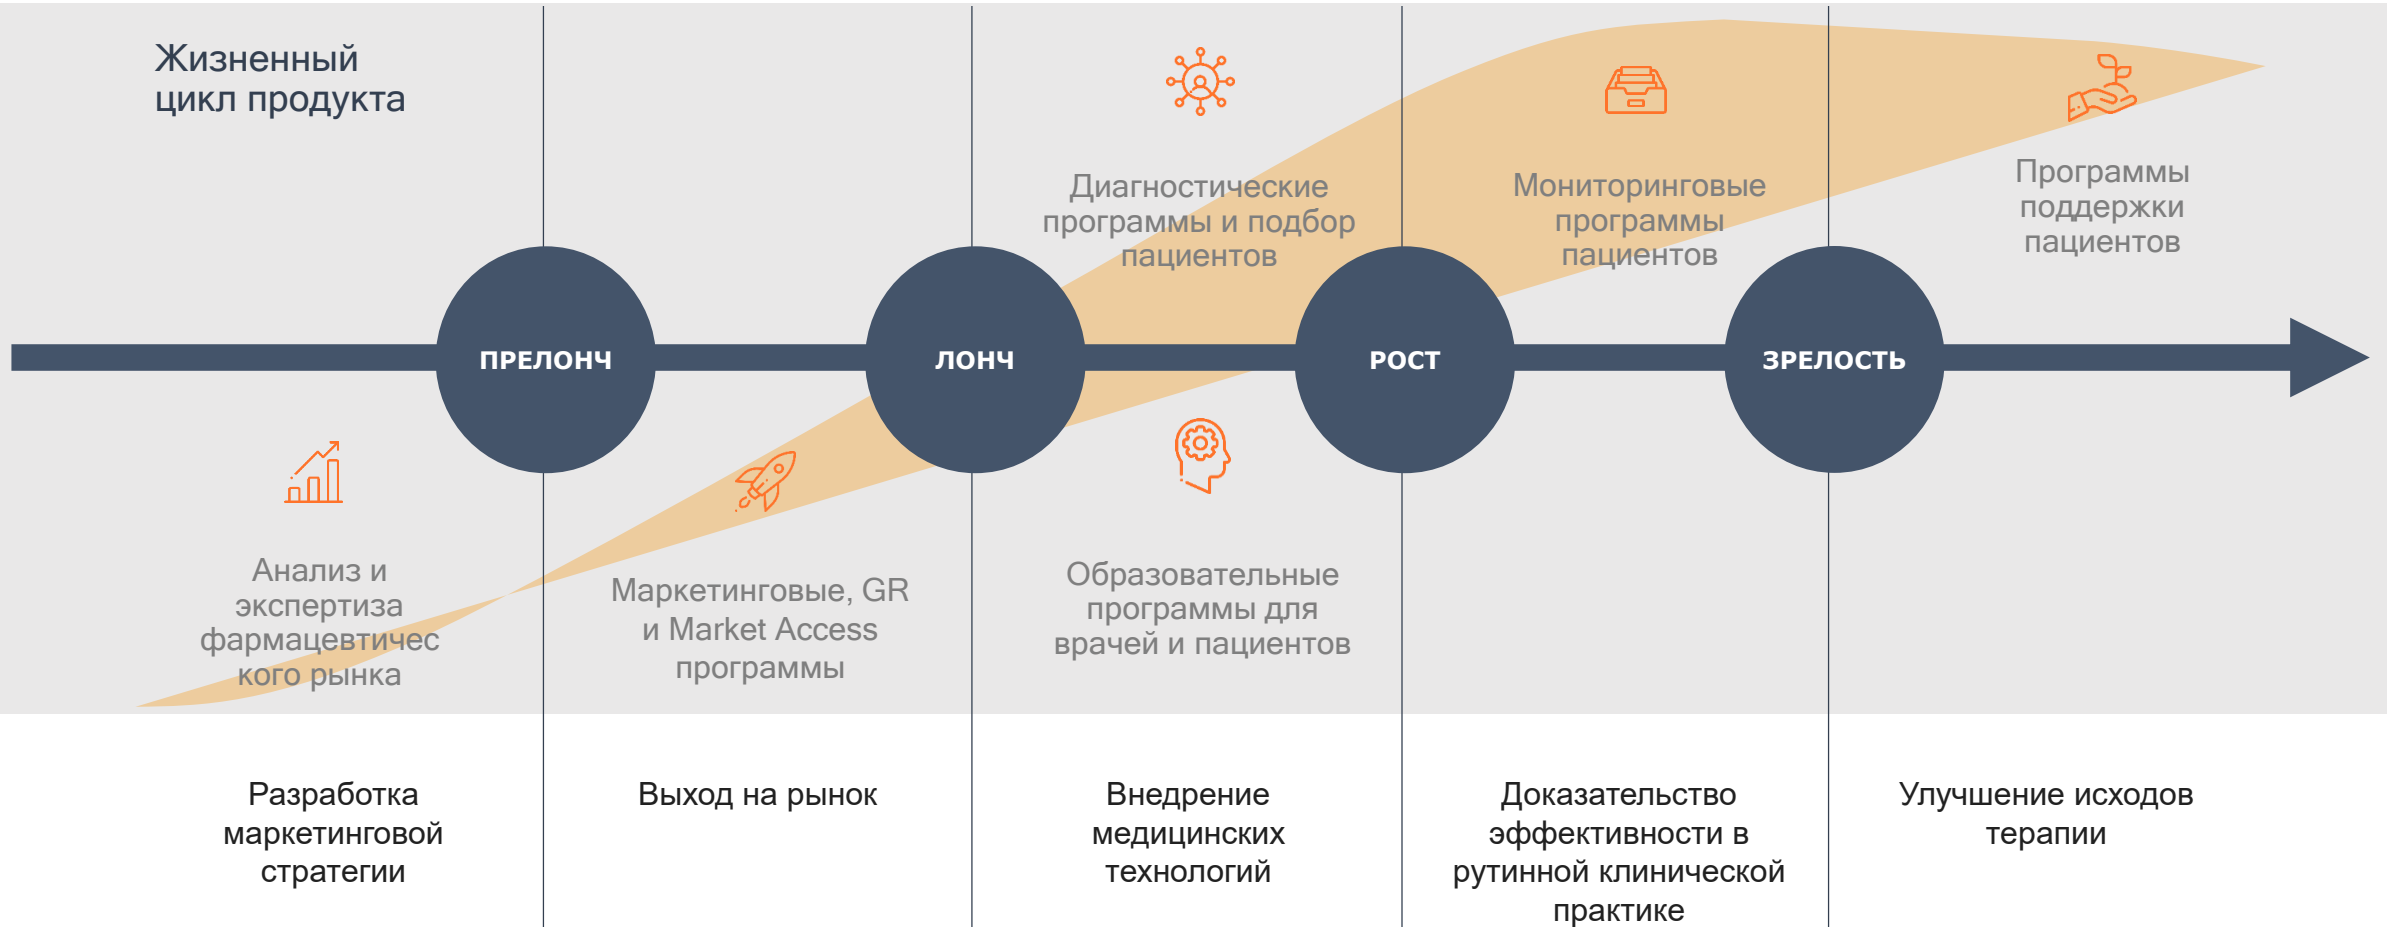 Жизненный
цикл продукта
Диагностические
программы и подбор
пациентов
Мониторинговые
программы
пациентов
Программы
поддержки
пациентов
ПРЕЛОНЧ
ЛОНЧ
РОСТ
ЗРЕЛОСТЬ
Анализ и
экспертиза
фармацевтичес
кого рынка
Маркетинговые, GR
и Market Access
программы
Образовательные
программы для
врачей и пациентов
Разработка
маркетинговой
стратегии
Выход на рынок
Внедрение
медицинских
технологий
Доказательство
эффективности в
рутинной клинической
практике
Улучшение исходов
терапии